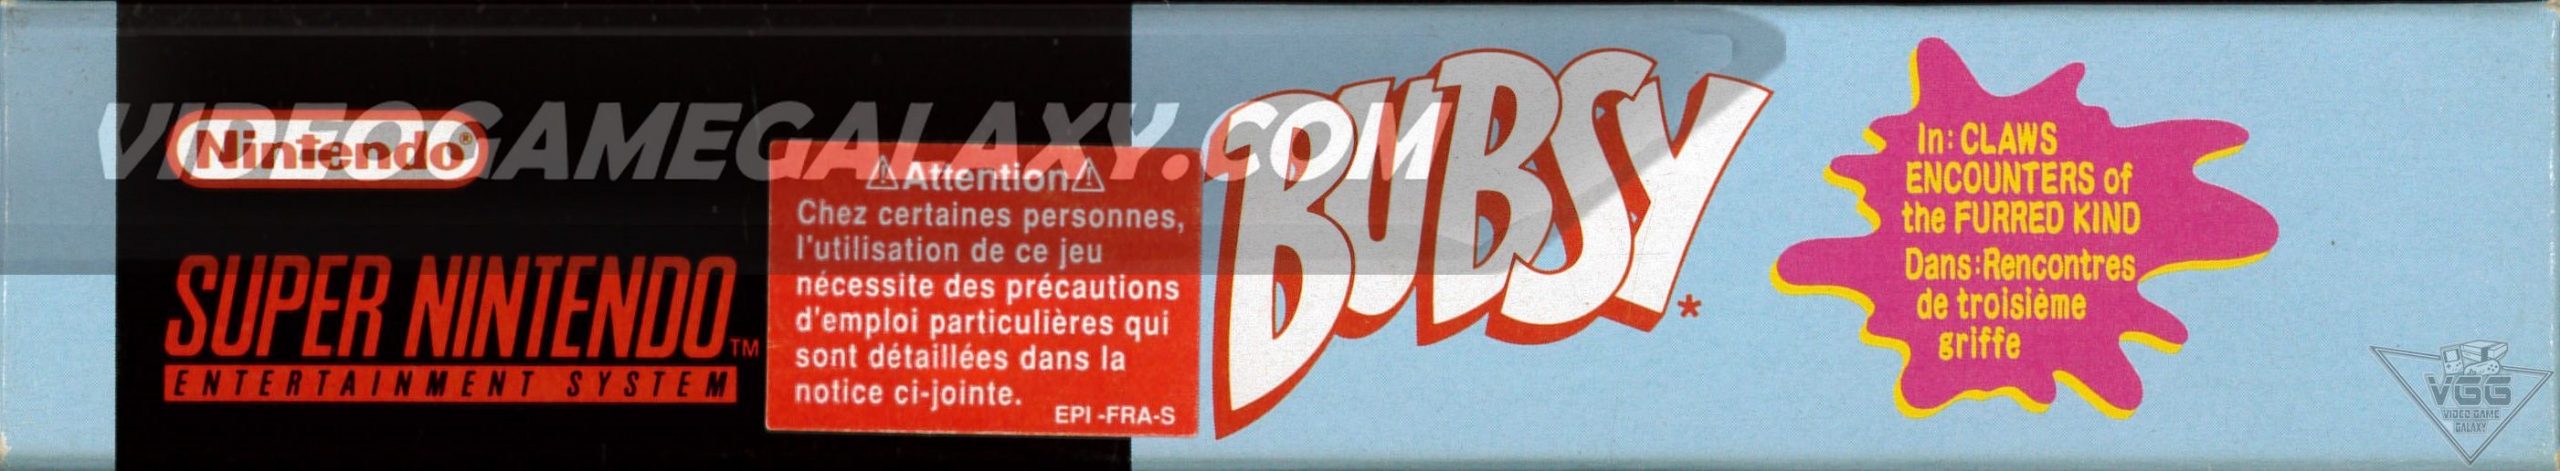 VIDEOGAMEGALAXY.COM
Nintendo®
SUPER NINTENDO™
ENTERTAINMENT SYSTEM
⚠Attention⚠
Chez certaines personnes,
l'utilisation de ce jeu
nécessite des précautions
d'emploi particulières qui
sont détaillées dans la
notice ci-jointe.
EPI -FRA-S
BUBSY*
In: CLAWS
ENCOUNTERS of
the FURRED KIND
Dans: Rencontres
de troisième
griffe
VGG
VIDEO GAME
GALAXY